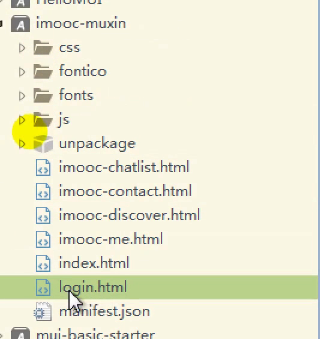 HelloMUI
imooc-muxin
css
fontico
fonts
js
unpackage
imooc-chatlist.html
imooc-contact.html
imooc-discover.html
imooc-me.html
index.html
login.html
manifest.json
mui-basic-starter